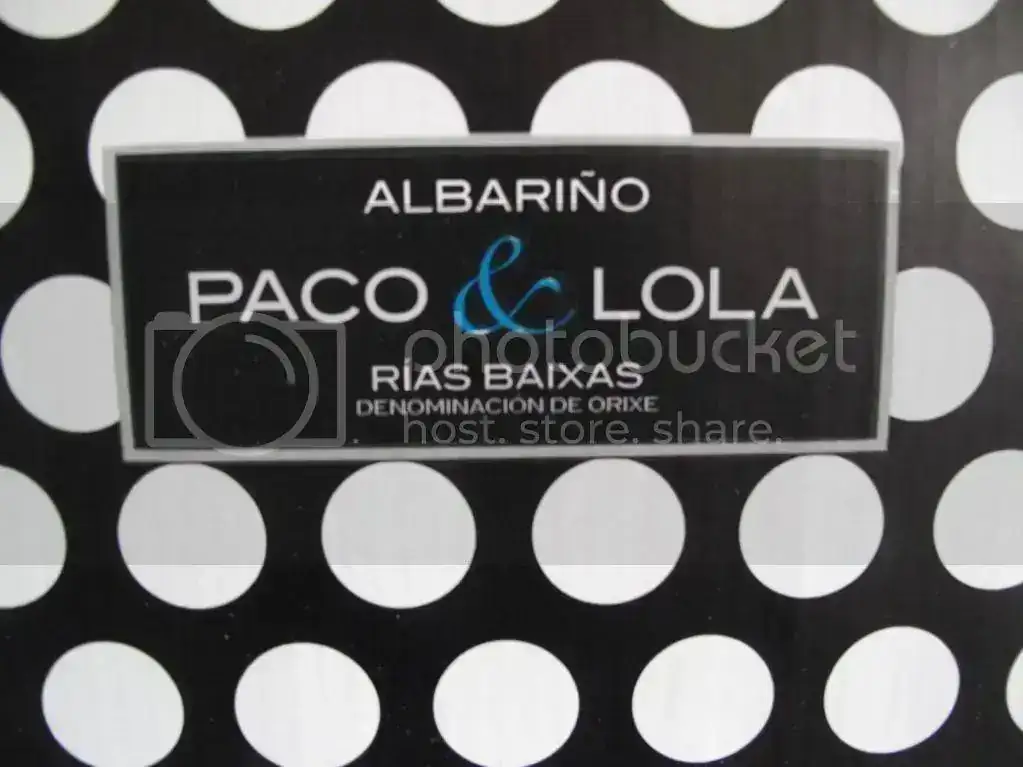 ALBARIÑO
PACO & LOLA
photobucket
RÍAS BAIXAS
DENOMINACIÓN DE ORIXE
host. store. share.